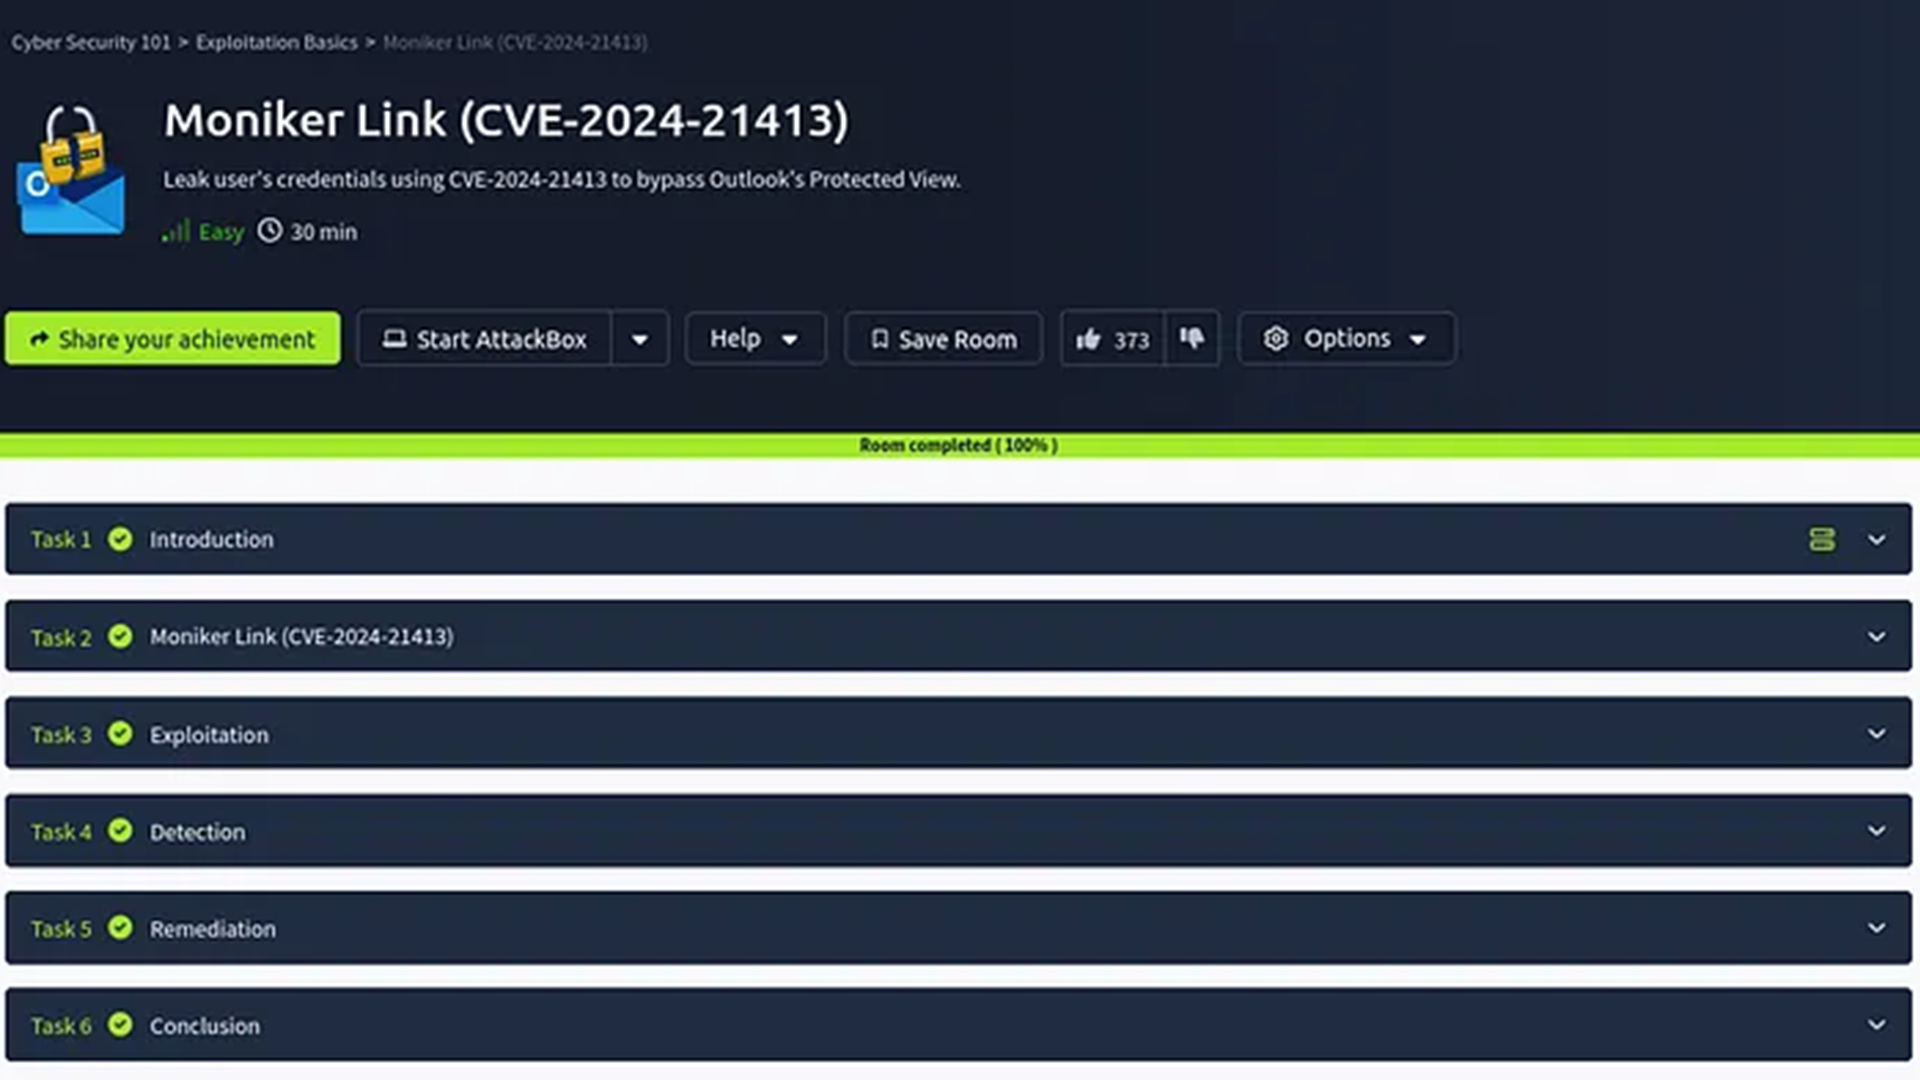 Cyber Security 101 > Exploitation Basics > Moniker Link (CVE-2024-21413)
Moniker Link (CVE-2024-21413)
Leak user's credentials using CVE-2024-21413 to bypass Outlook's Protected View.
Easy 30 min
Share your achievement Start AttackBox Help Save Room 373 Options
Room completed ( 100% )
Task 1 Introduction
Task 2 Moniker Link (CVE-2024-21413)
Task 3 Exploitation
Task 4 Detection
Task 5 Remediation
Task 6 Conclusion